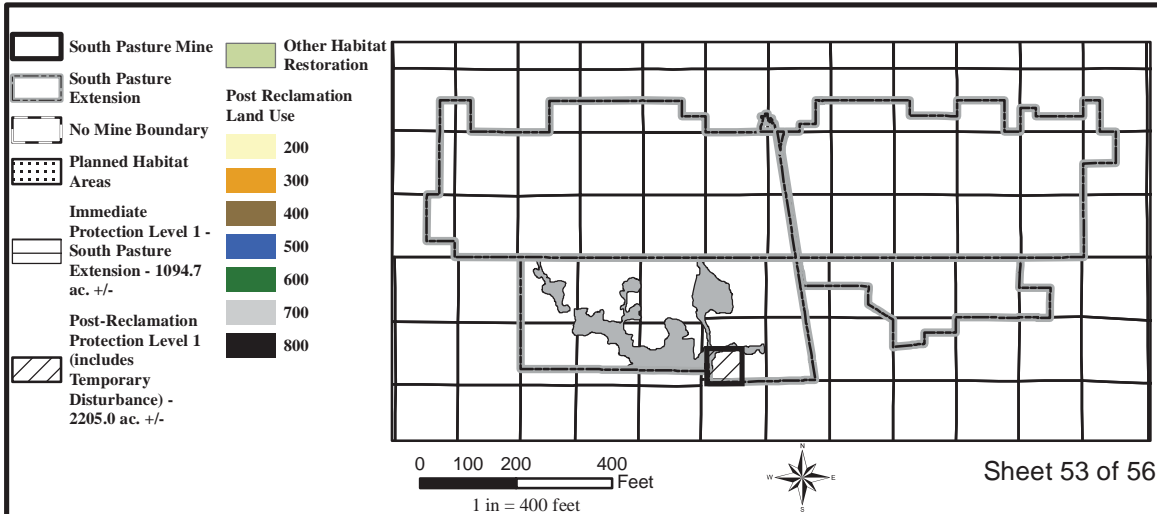 South Pasture Mine
South Pasture
Extension
No Mine Boundary
Planned Habitat
Areas
Immediate
Protection Level 1 -
South Pasture
Extension - 1094.7
ac. +/-
Post-Reclamation
Protection Level 1
(includes
Temporary
Disturbance) -
2205.0 ac. +/-
Other Habitat
Restoration
Post Reclamation
Land Use
200
300
400
500
600
700
800
0 100 200 400
Feet
1 in = 400 feet
N
W E
S
Sheet 53 of 56